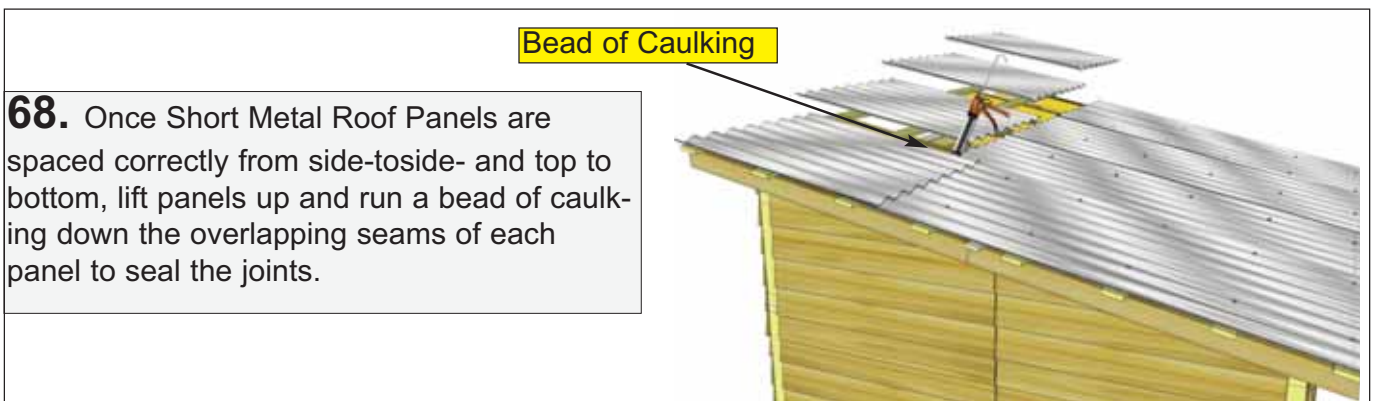 Bead of Caulking
68. Once Short Metal Roof Panels are
spaced correctly from side-toside- and top to
bottom, lift panels up and run a bead of caulk-
ing down the overlapping seams of each
panel to seal the joints.